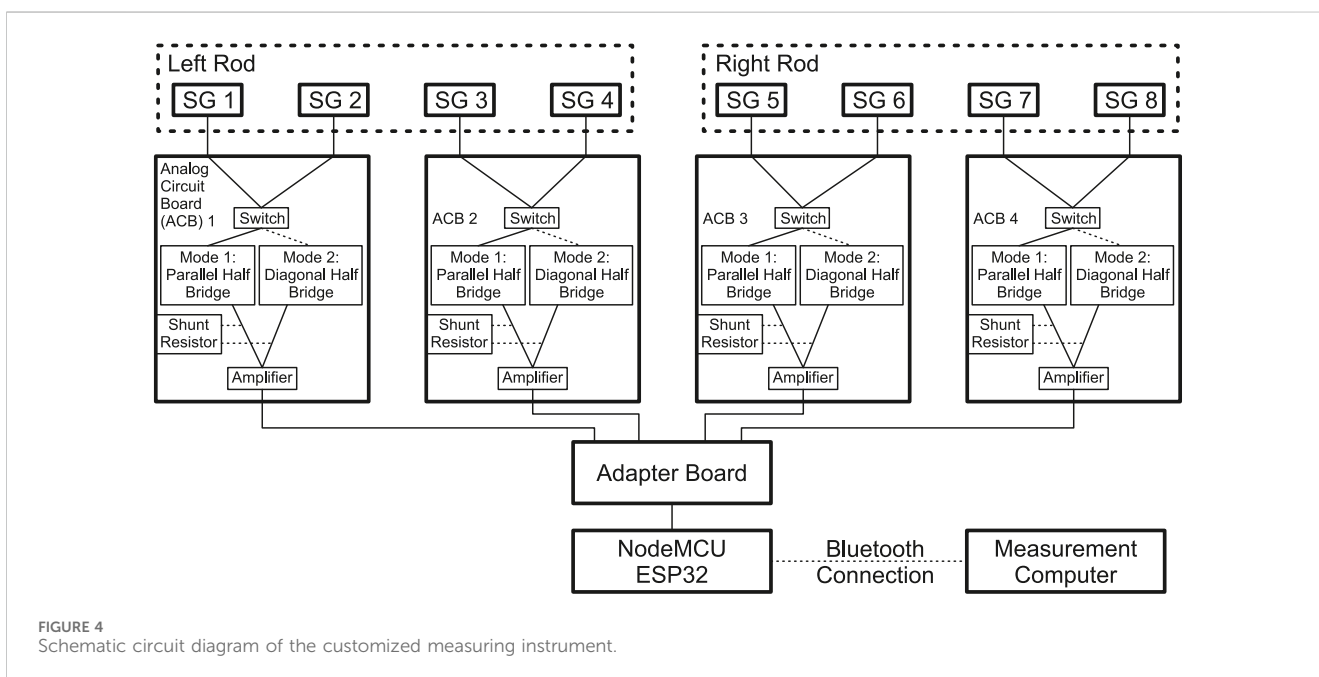 Left Rod
SG 1
SG 2
SG 3
SG 4
Right Rod
SG 5
SG 6
SG 7
SG 8
Analog
Circuit
Board
(ACB) 1
Switch
Mode 1:
Parallel Half
Bridge
Mode 2:
Diagonal Half
Bridge
Shunt
Resistor
Amplifier
ACB 2
Switch
Mode 1:
Parallel Half
Bridge
Mode 2:
Diagonal Half
Bridge
Shunt
Resistor
Amplifier
ACB 3
Switch
Mode 1:
Parallel Half
Bridge
Mode 2:
Diagonal Half
Bridge
Shunt
Resistor
Amplifier
ACB 4
Switch
Mode 1:
Parallel Half
Bridge
Mode 2:
Diagonal Half
Bridge
Shunt
Resistor
Amplifier
Adapter Board
NodeMCU
ESP32
Bluetooth
Connection
Measurement
Computer
FIGURE 4
Schematic circuit diagram of the customized measuring instrument.